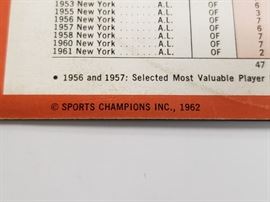 1953 New York ........ A.L. OF 6
1955 New York ........ A.L. OF 3
1956 New York ........ A.L. OF 7
1957 New York ........ A.L. OF 7
1958 New York ........ A.L. OF 7
1960 New York ........ A.L. OF 7
1961 New York ........ A.L. OF 2
47
• 1956 and 1957: Selected Most Valuable Player
© SPORTS CHAMPIONS INC., 1962